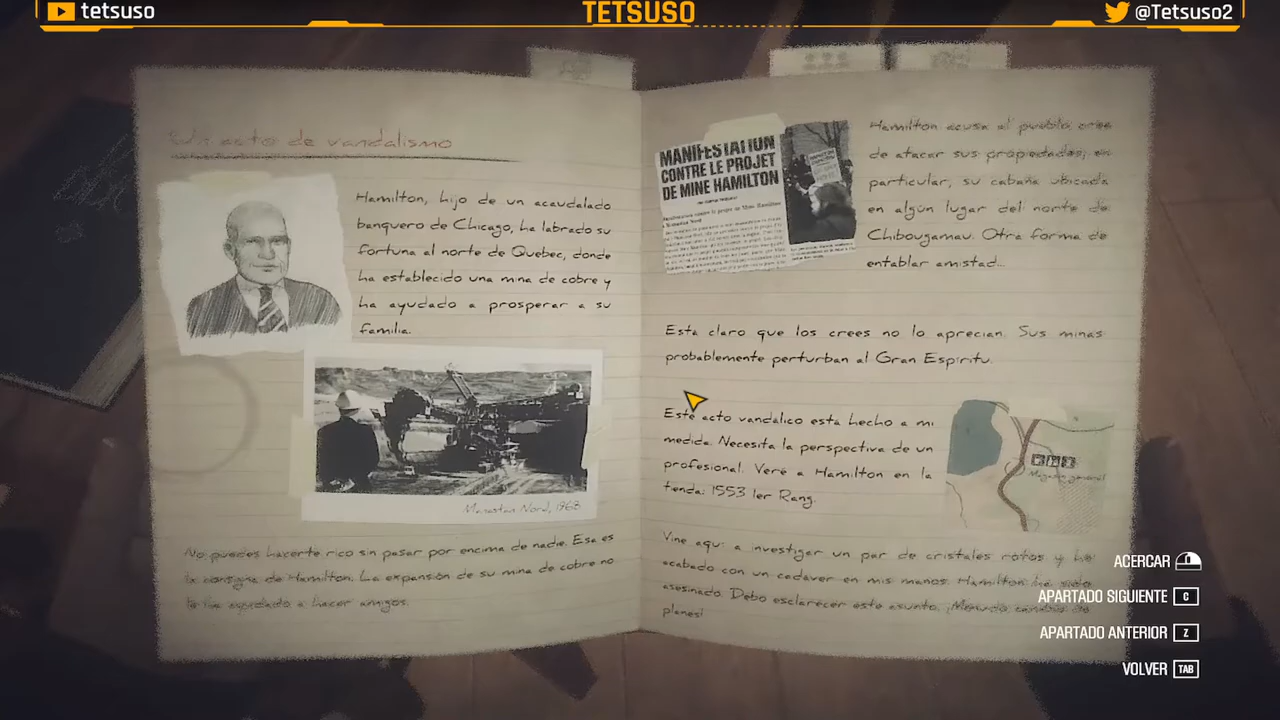 tetsuso
TETSUSO
@Tetsuso2
Un acto de vandalismo
Hamilton, hijo de un acaudalado
banquero de Chicago, ha labrado su
fortuna al norte de Quebec, donde
ha establecido una mina de cobre y
ha ayudado a prosperar a su
familia.
Manastan Nord, 1968
No puedes hacerte rico sin pasar por encima de nadie. Esa es
la consigna de Hamilton. La expansión de su mina de cobre no
le ha ayudado a hacer amigos.
MANIFESTATION
CONTRE LE PROJET
DE MINE HAMILTON
Hamilton acusa al pueblo cree
de atacar sus propiedades, en
particular, su cabaña ubicada
en algún lugar del norte de
Chibougamau. Otra forma de
entablar amistad...
Esta claro que los crees no lo aprecian. Sus minas
probablemente perturban al Gran Espíritu.
Este acto vandalico esta hecho a mi
medida. Necesita la perspectiva de un
profesional. Veré a Hamilton en la
tienda: 1553 1er Rang.
Magasin général
Vine aquí a investigar un par de cristales rotos y he
acabado con un cadáver en mis manos. Hamilton ha sido
asesinado. Debo esclarecer este asunto. ¡Menudo cambio de
planes!
ACERCAR
APARTADO SIGUIENTE C
APARTADO ANTERIOR Z
VOLVER TAB